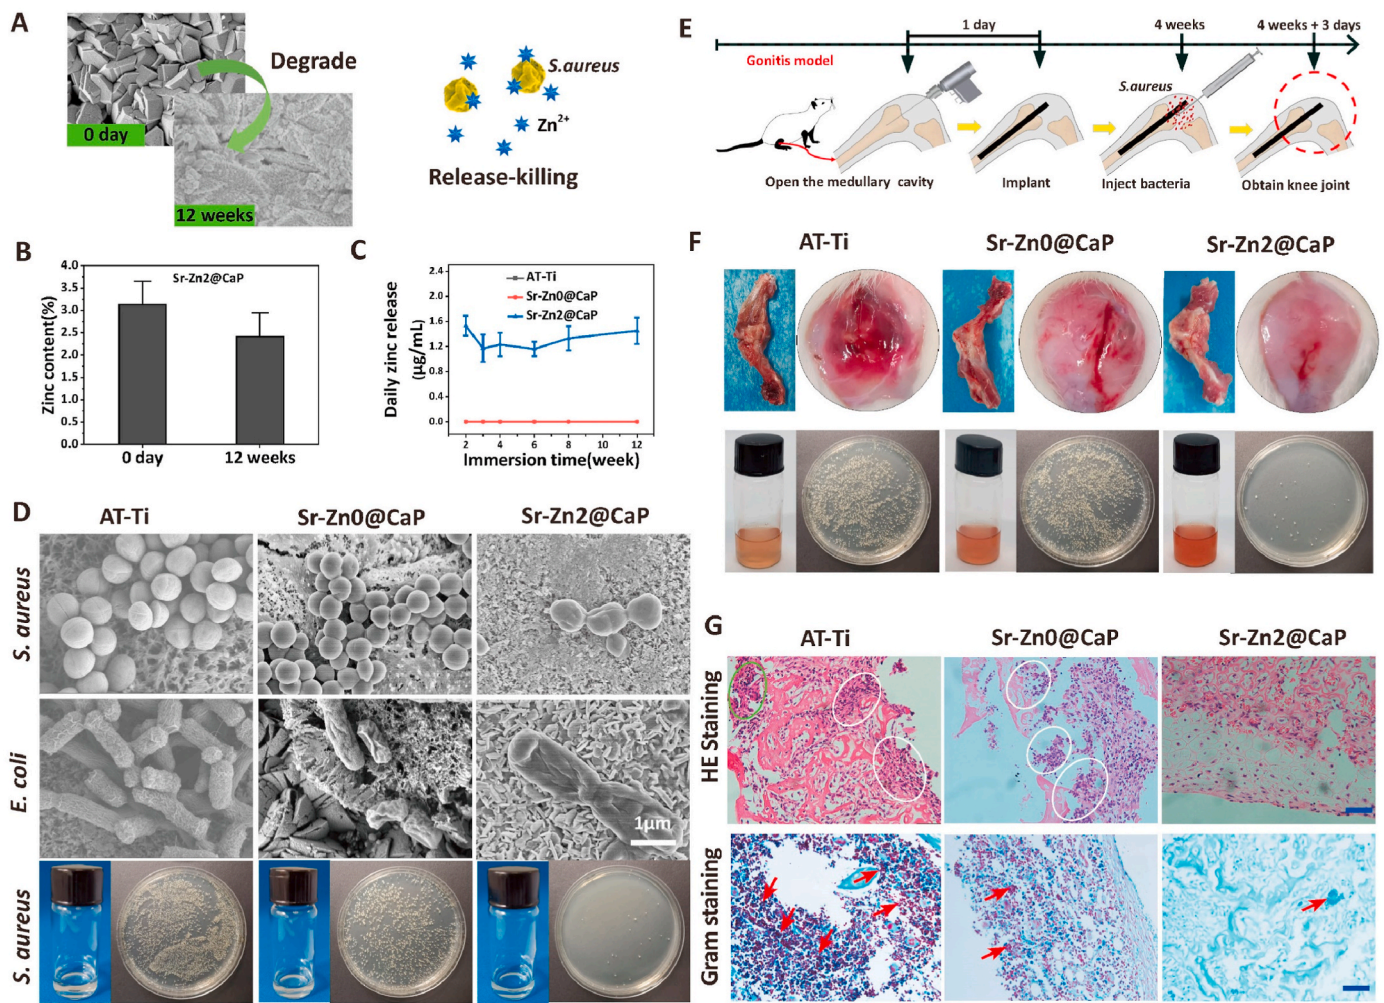 A
0 day
Degrade
12 weeks
S.aureus
Zn2+
Release-killing
B
Zinc content(%)
4.0
3.5
3.0
2.5
2.0
1.5
1.0
0.5
0.0
Sr-Zn2@CaP
0 day
12 weeks
C
Daily zinc release
(μg/mL)
2.4
2.0
1.6
1.2
0.8
0.4
0.0
AT-Ti
Sr-Zn0@CaP
Sr-Zn2@CaP
2 4 6 8 10 12
Immersion time(week)
D
AT-Ti
Sr-Zn0@CaP
Sr-Zn2@CaP
S. aureus
E. coli
1μm
S. aureus
E
1 day
4 weeks
4 weeks + 3 days
Gonitis model
S.aureus
Open the medullary cavity
Implant
Inject bacteria
Obtain knee joint
F
AT-Ti
Sr-Zn0@CaP
Sr-Zn2@CaP
G
AT-Ti
Sr-Zn0@CaP
Sr-Zn2@CaP
HE Staining
Gram staining